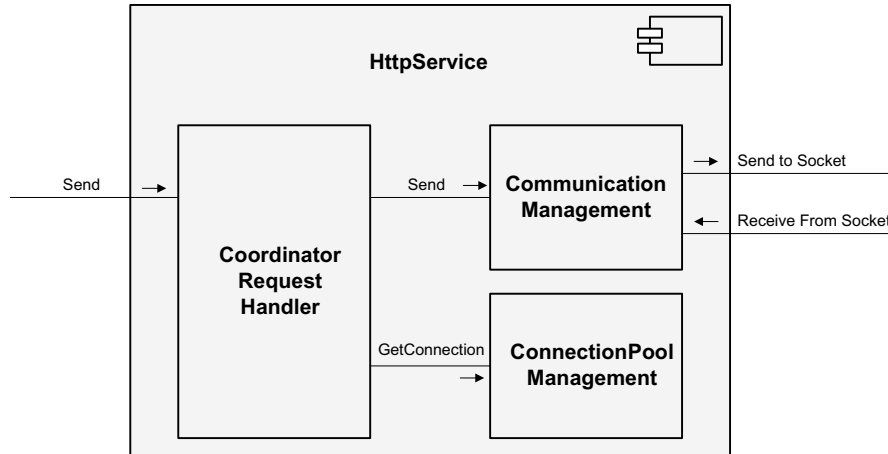 HttpService
Send
Send
Communication
Management
Send to Socket
Receive From Socket
Coordinator
Request
Handler
GetConnection
ConnectionPool
Management